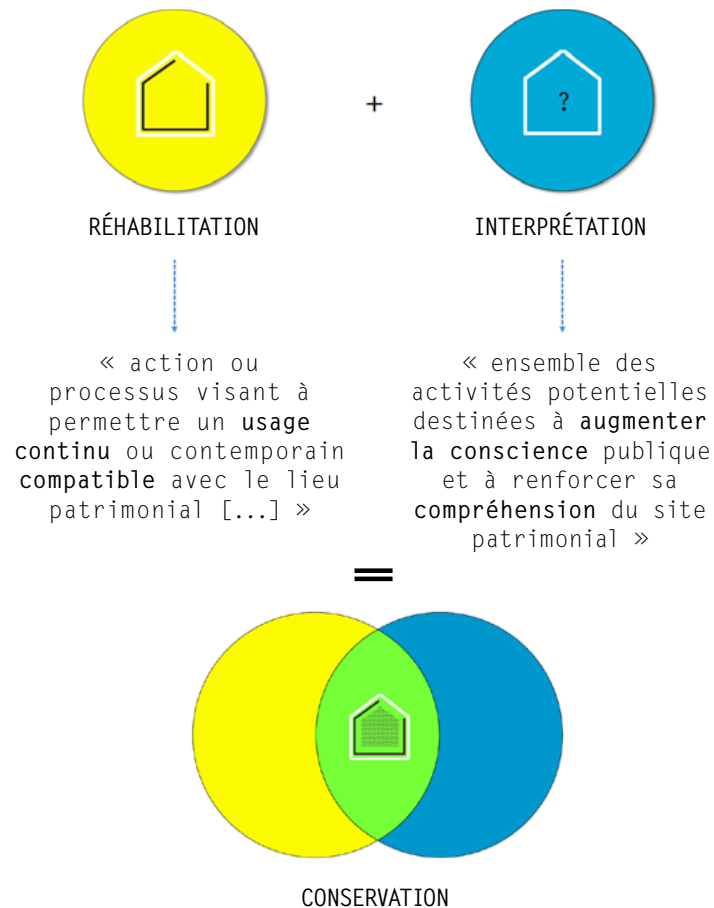 +
?
RÉHABILITATION
INTERPRÉTATION
« action ou
processus visant à
permettre un usage
continu ou contemporain
compatible avec le lieu
patrimonial [...] »
« ensemble des
activités potentielles
destinées à augmenter
la conscience publique
et à renforcer sa
compréhension du site
patrimonial »
=
CONSERVATION